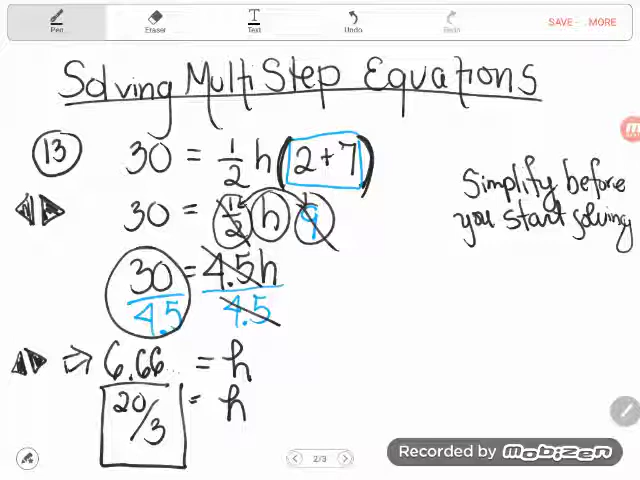 Pen
Eraser
Text
Undo
Redo
SAVE
MORE
Solving MultiStep Equations
13
30 = 1/2 h (2 + 7)
Simplify before
you start solving
30 = 1/2 h 9
30 = 4.5h
4.5 4.5
6.66... = h
20/3 = h
2/3
Recorded by Mobizen